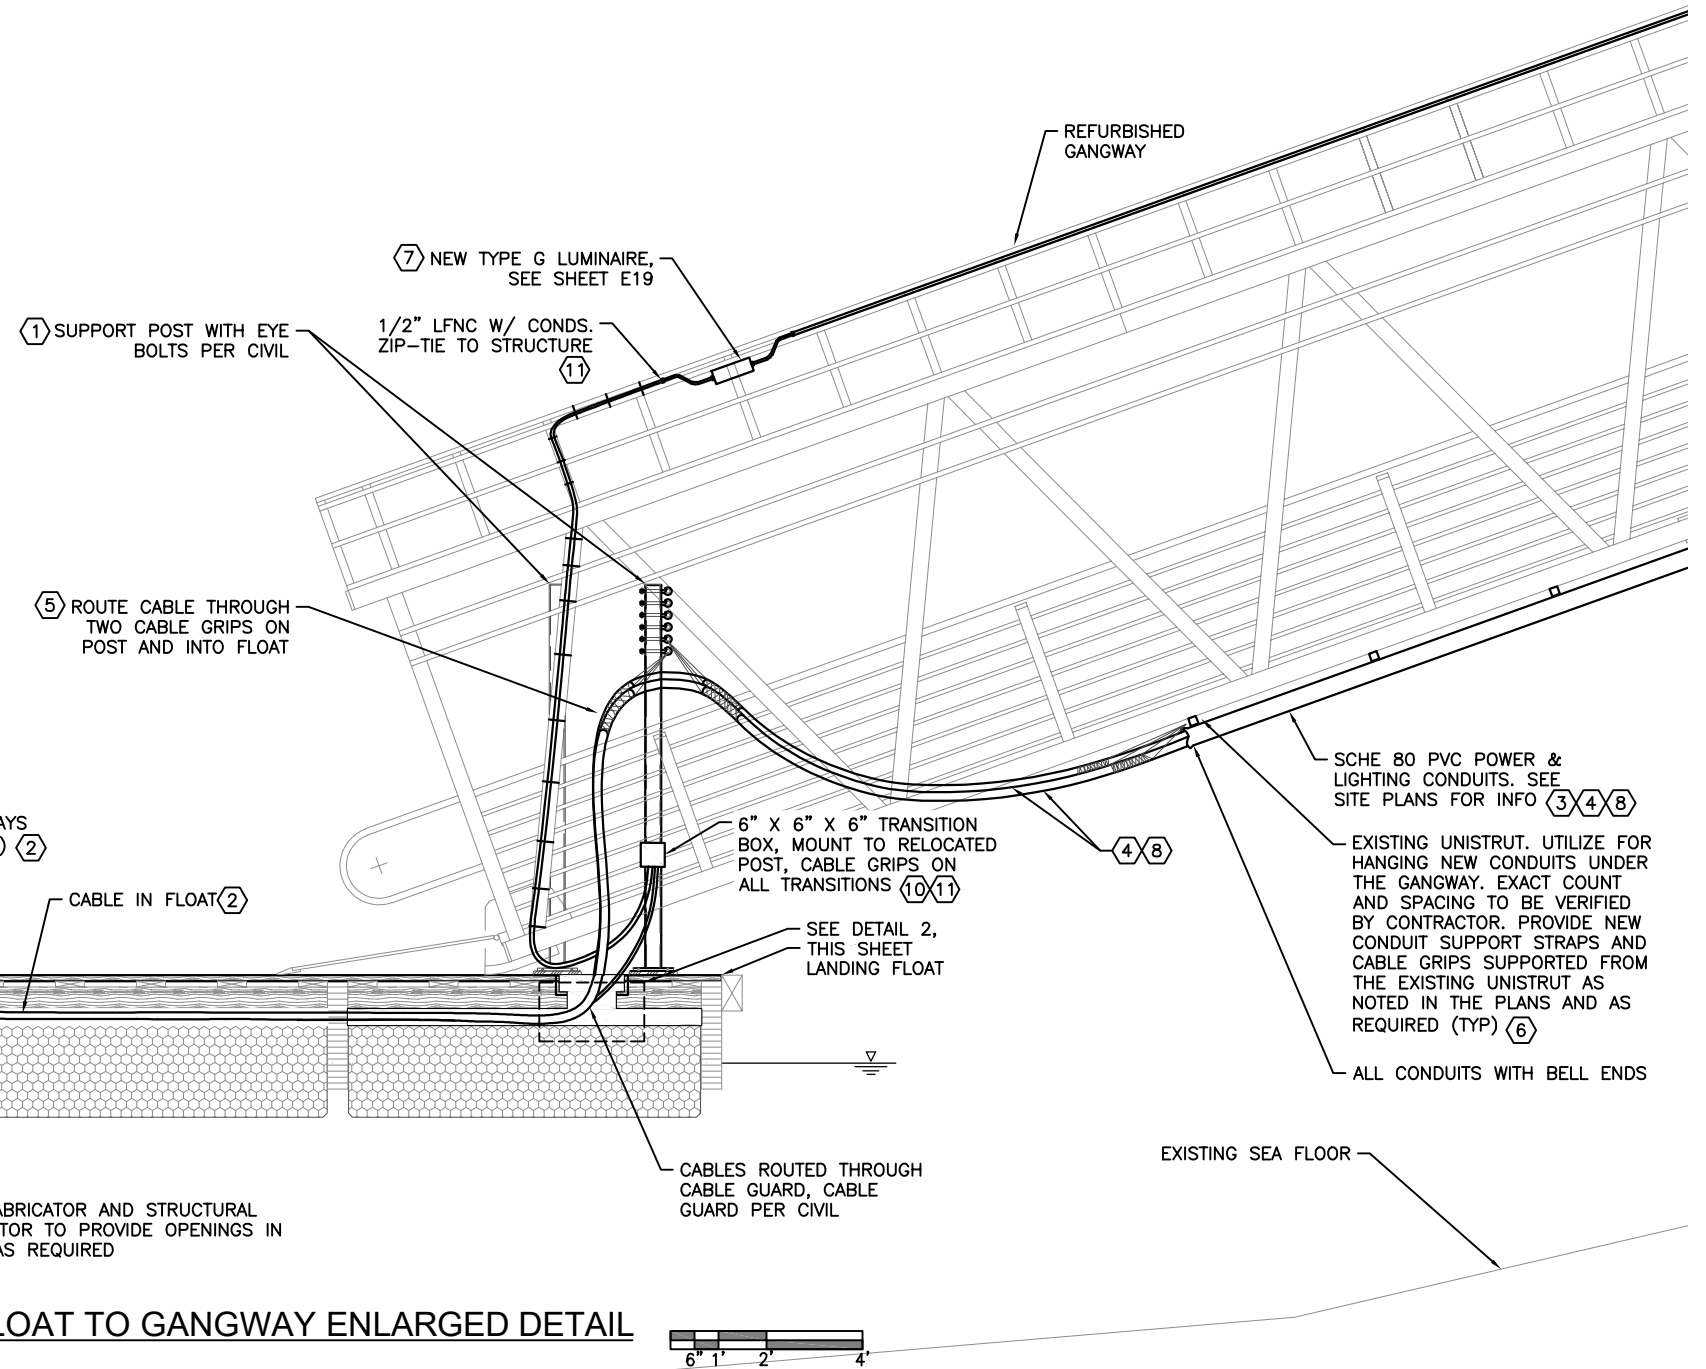 REFURBISHED
GANGWAY
7 NEW TYPE G LUMINAIRE,
SEE SHEET E19
1 SUPPORT POST WITH EYE
BOLTS PER CIVIL
1/2" LFNC W/ CONDS.
ZIP-TIE TO STRUCTURE
11
5 ROUTE CABLE THROUGH
TWO CABLE GRIPS ON
POST AND INTO FLOAT
SCHE 80 PVC POWER &
LIGHTING CONDUITS. SEE
SITE PLANS FOR INFO 3 4 8
2
CABLE IN FLOAT 2
6" X 6" X 6" TRANSITION
BOX, MOUNT TO RELOCATED
POST, CABLE GRIPS ON
ALL TRANSITIONS 10 11
4 8
EXISTING UNISTRUT. UTILIZE FOR
HANGING NEW CONDUITS UNDER
THE GANGWAY. EXACT COUNT
AND SPACING TO BE VERIFIED
BY CONTRACTOR. PROVIDE NEW
CONDUIT SUPPORT STRAPS AND
CABLE GRIPS SUPPORTED FROM
THE EXISTING UNISTRUT AS
NOTED IN THE PLANS AND AS
REQUIRED (TYP) 6
SEE DETAIL 2,
THIS SHEET
LANDING FLOAT
ALL CONDUITS WITH BELL ENDS
EXISTING SEA FLOOR
CABLES ROUTED THROUGH
CABLE GUARD, CABLE
GUARD PER CIVIL
ABRICATOR AND STRUCTURAL
TOR TO PROVIDE OPENINGS IN
AS REQUIRED
LOAT TO GANGWAY ENLARGED DETAIL
6" 1' 2' 4'